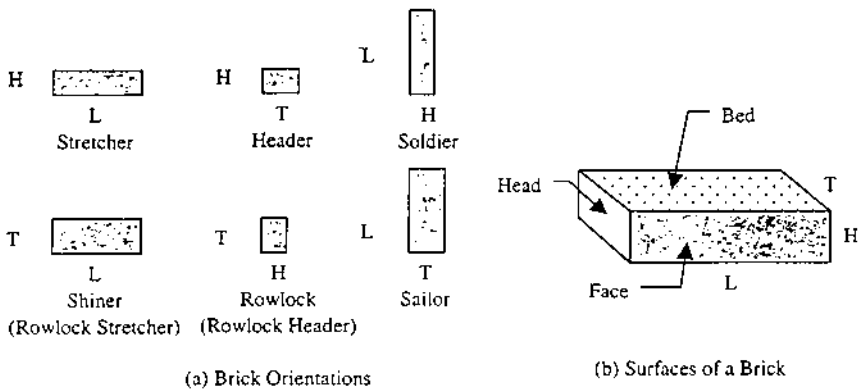 H
L
Stretcher
H
T
Header
L
H
Soldier
T
L
Shiner
(Rowlock Stretcher)
T
H
Rowlock
(Rowlock Header)
L
T
Sailor
(a) Brick Orientations
Bed
Head
T
H
L
Face
(b) Surfaces of a Brick